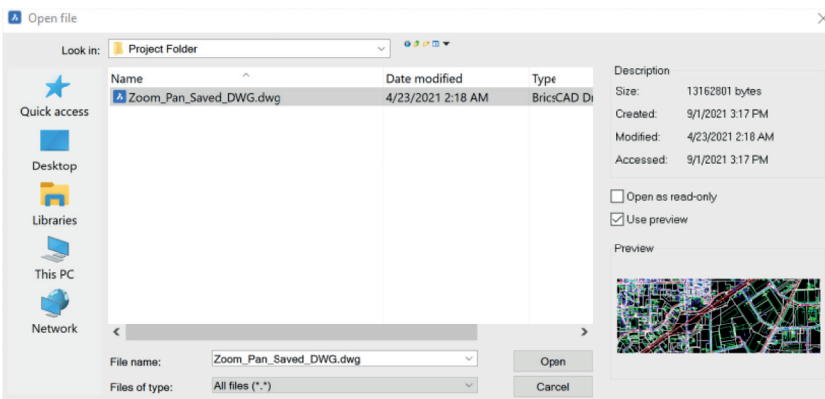 Open file
Look in: Project Folder
Name Date modified Type
Zoom_Pan_Saved_DWG.dwg 4/23/2021 2:18 AM BricsCAD Dr
Quick access
Desktop
Libraries
This PC
Network
File name: Zoom_Pan_Saved_DWG.dwg Open
Files of type: All files (*.*) Cancel
Description
Size: 13162801 bytes
Created: 9/1/2021 3:17 PM
Modified: 4/23/2021 2:18 AM
Accessed: 9/1/2021 3:17 PM
Open as read-only
Use preview
Preview